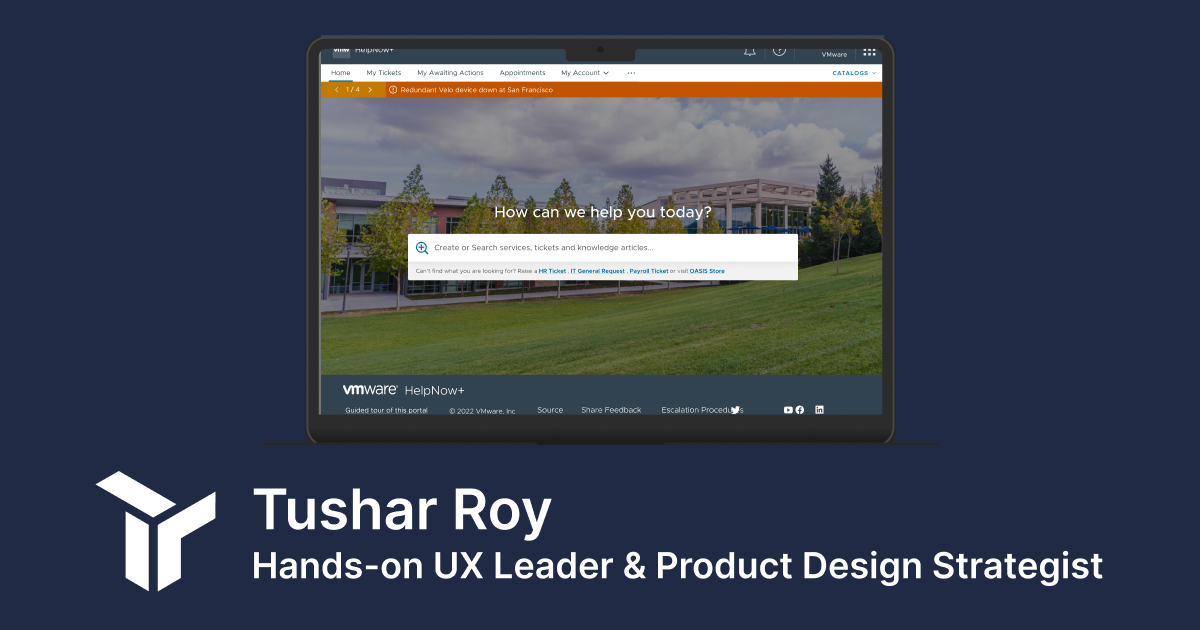 vmw HelpNow+
VMware
Home My Tickets My Awaiting Actions Appointments My Account ...
CATALOGS
1 / 4 Redundant Velo device down at San Francisco
How can we help you today?
Create or Search services, tickets and knowledge articles...
Can't find what you are looking for? Raise a HR Ticket , IT General Request , Payroll Ticket or visit OASIS Store
vmware® HelpNow+
Guided tour of this portal © 2022 VMware, Inc Source Share Feedback Escalation Procedures
Tushar Roy
Hands-on UX Leader & Product Design Strategist